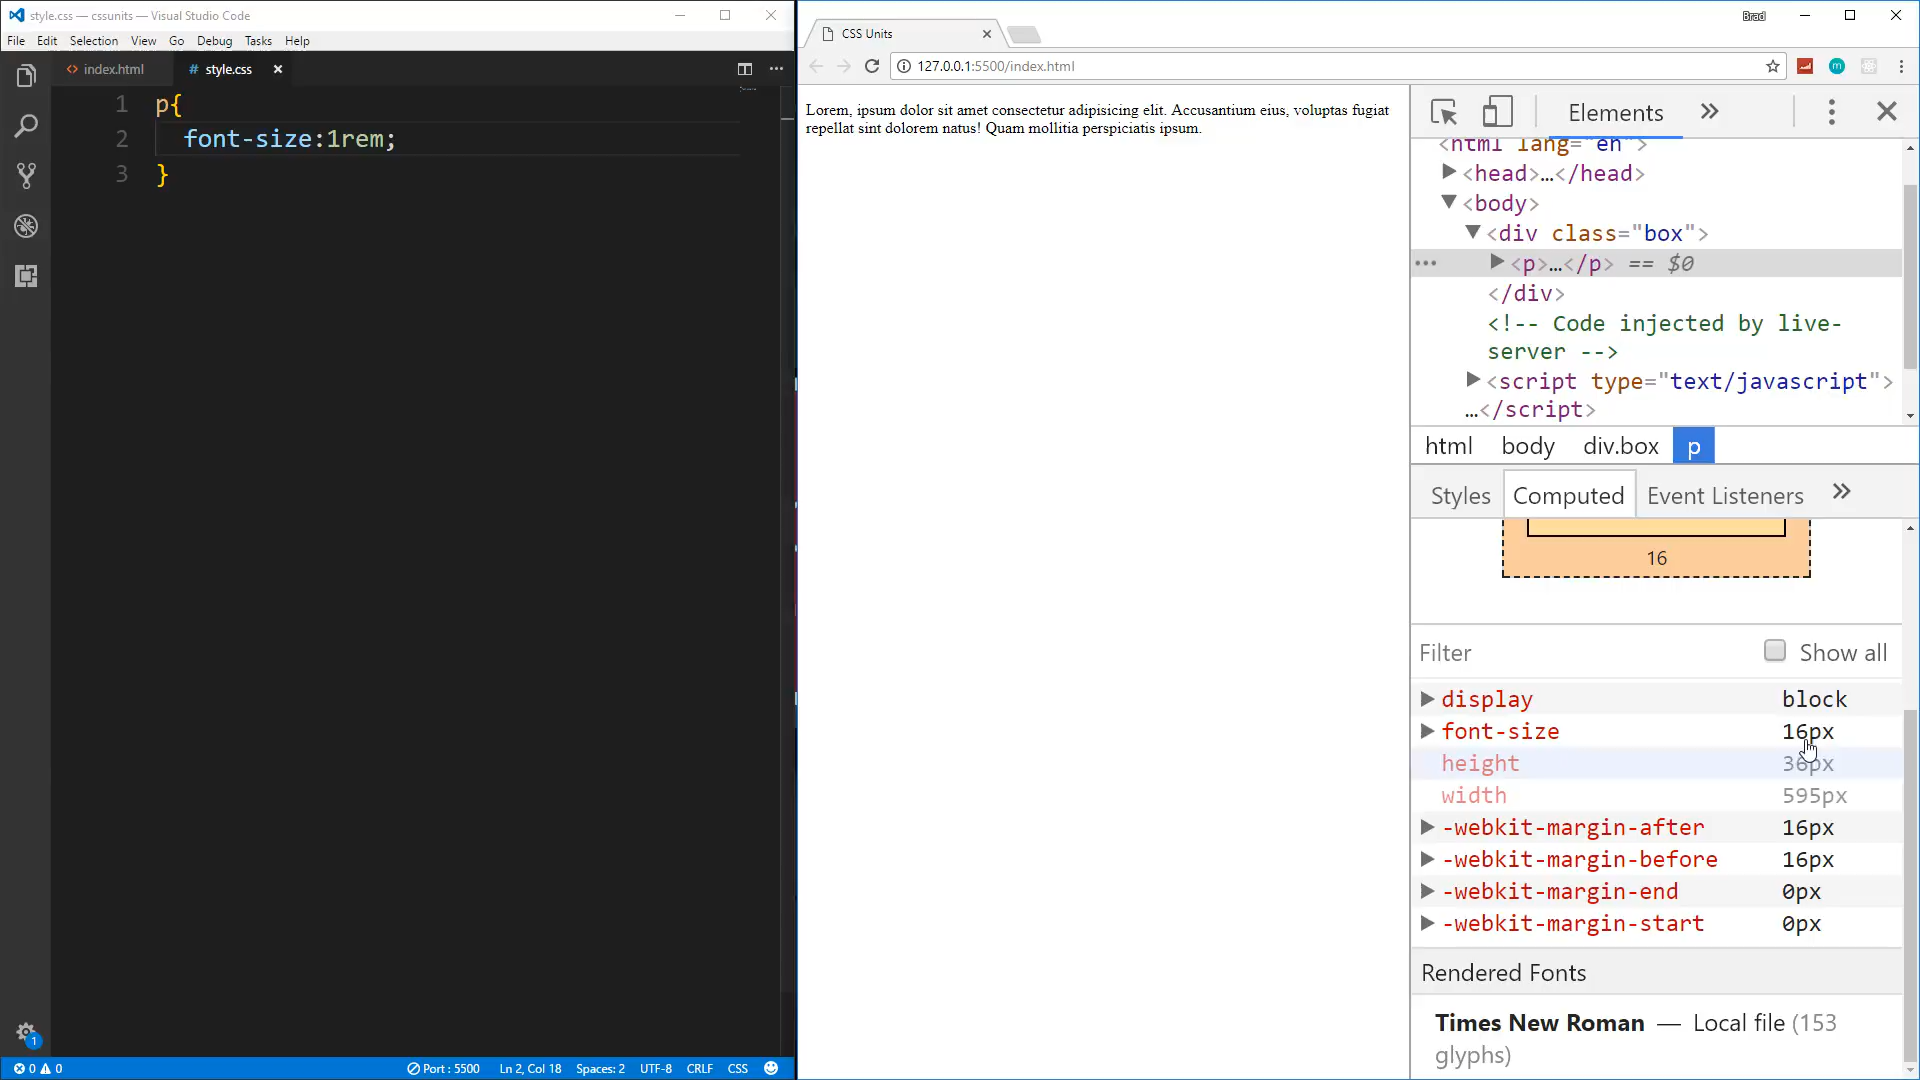 style.css — cssunits — Visual Studio Code
File Edit Selection View Go Debug Tasks Help
<> index.html
# style.css
1 p{
2 font-size:1rem;
3 }
1
0 0
Port : 5500
Ln 2, Col 18
Spaces: 2
UTF-8
CRLF
CSS
CSS Units
Brad
127.0.0.1:5500/index.html
m
Lorem, ipsum dolor sit amet consectetur adipisicing elit. Accusantium eius, voluptas fugiat
repellat sint dolorem natus! Quam mollitia perspiciatis ipsum.
Elements
<html lang="en">
<head>…</head>
<body>
<div class="box">
<p>…</p> == $0
</div>
<!-- Code injected by live-
server -->
<script type="text/javascript">
…</script>
html body div.box p
Styles Computed Event Listeners
16
Filter Show all
display block
font-size 16px
height 36px
width 595px
-webkit-margin-after 16px
-webkit-margin-before 16px
-webkit-margin-end 0px
-webkit-margin-start 0px
Rendered Fonts
Times New Roman — Local file (153
glyphs)